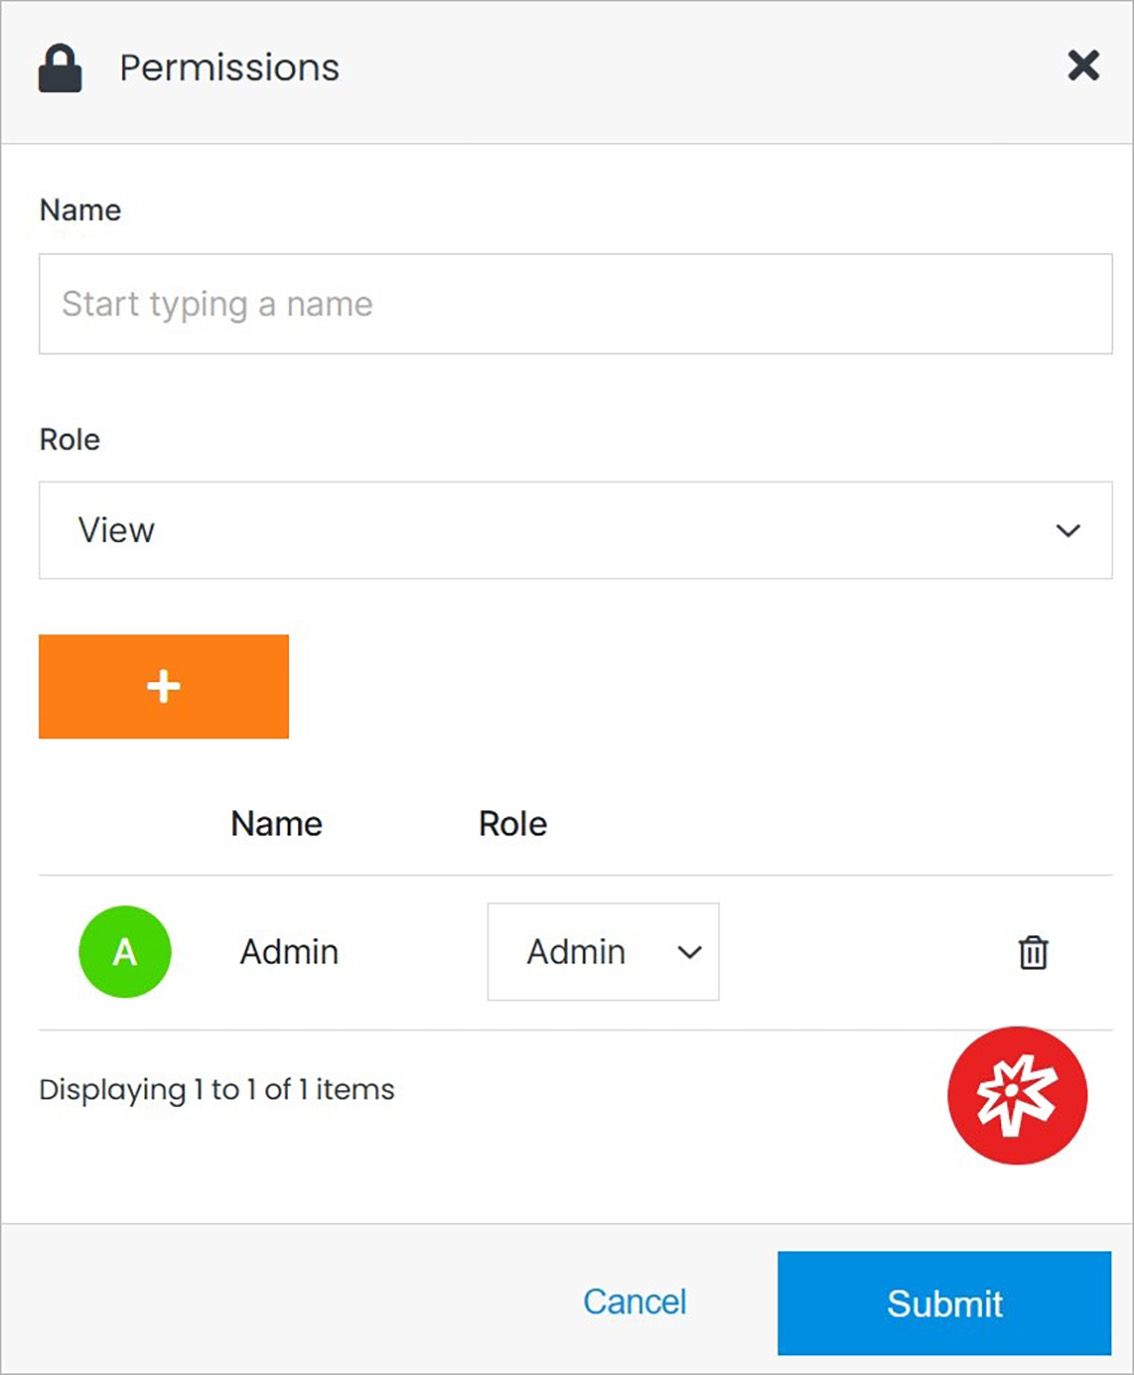 Permissions
Name
Start typing a name
Role
View
Name Role
A Admin Admin
Displaying 1 to 1 of 1 items
Cancel Submit